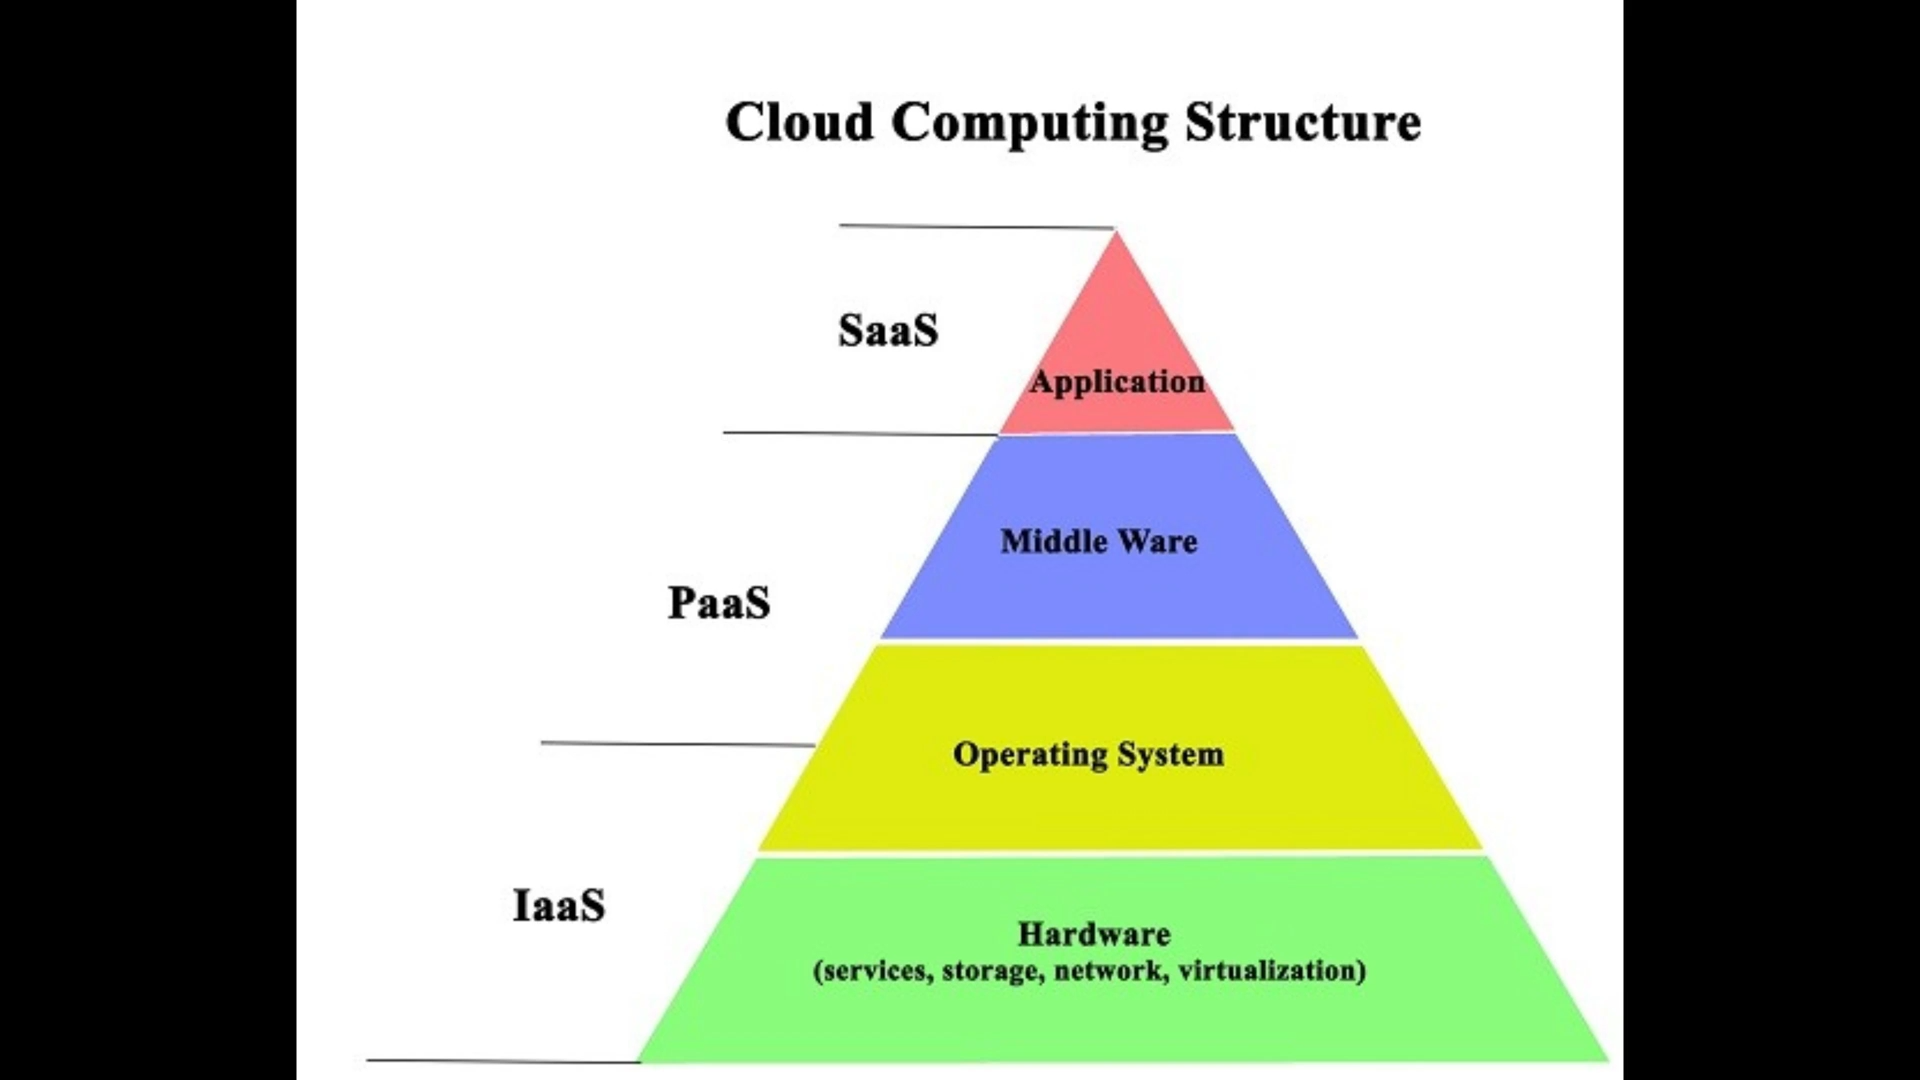 Cloud Computing Structure
SaaS
Application
Middle Ware
PaaS
Operating System
IaaS
Hardware
(services, storage, network, virtualization)